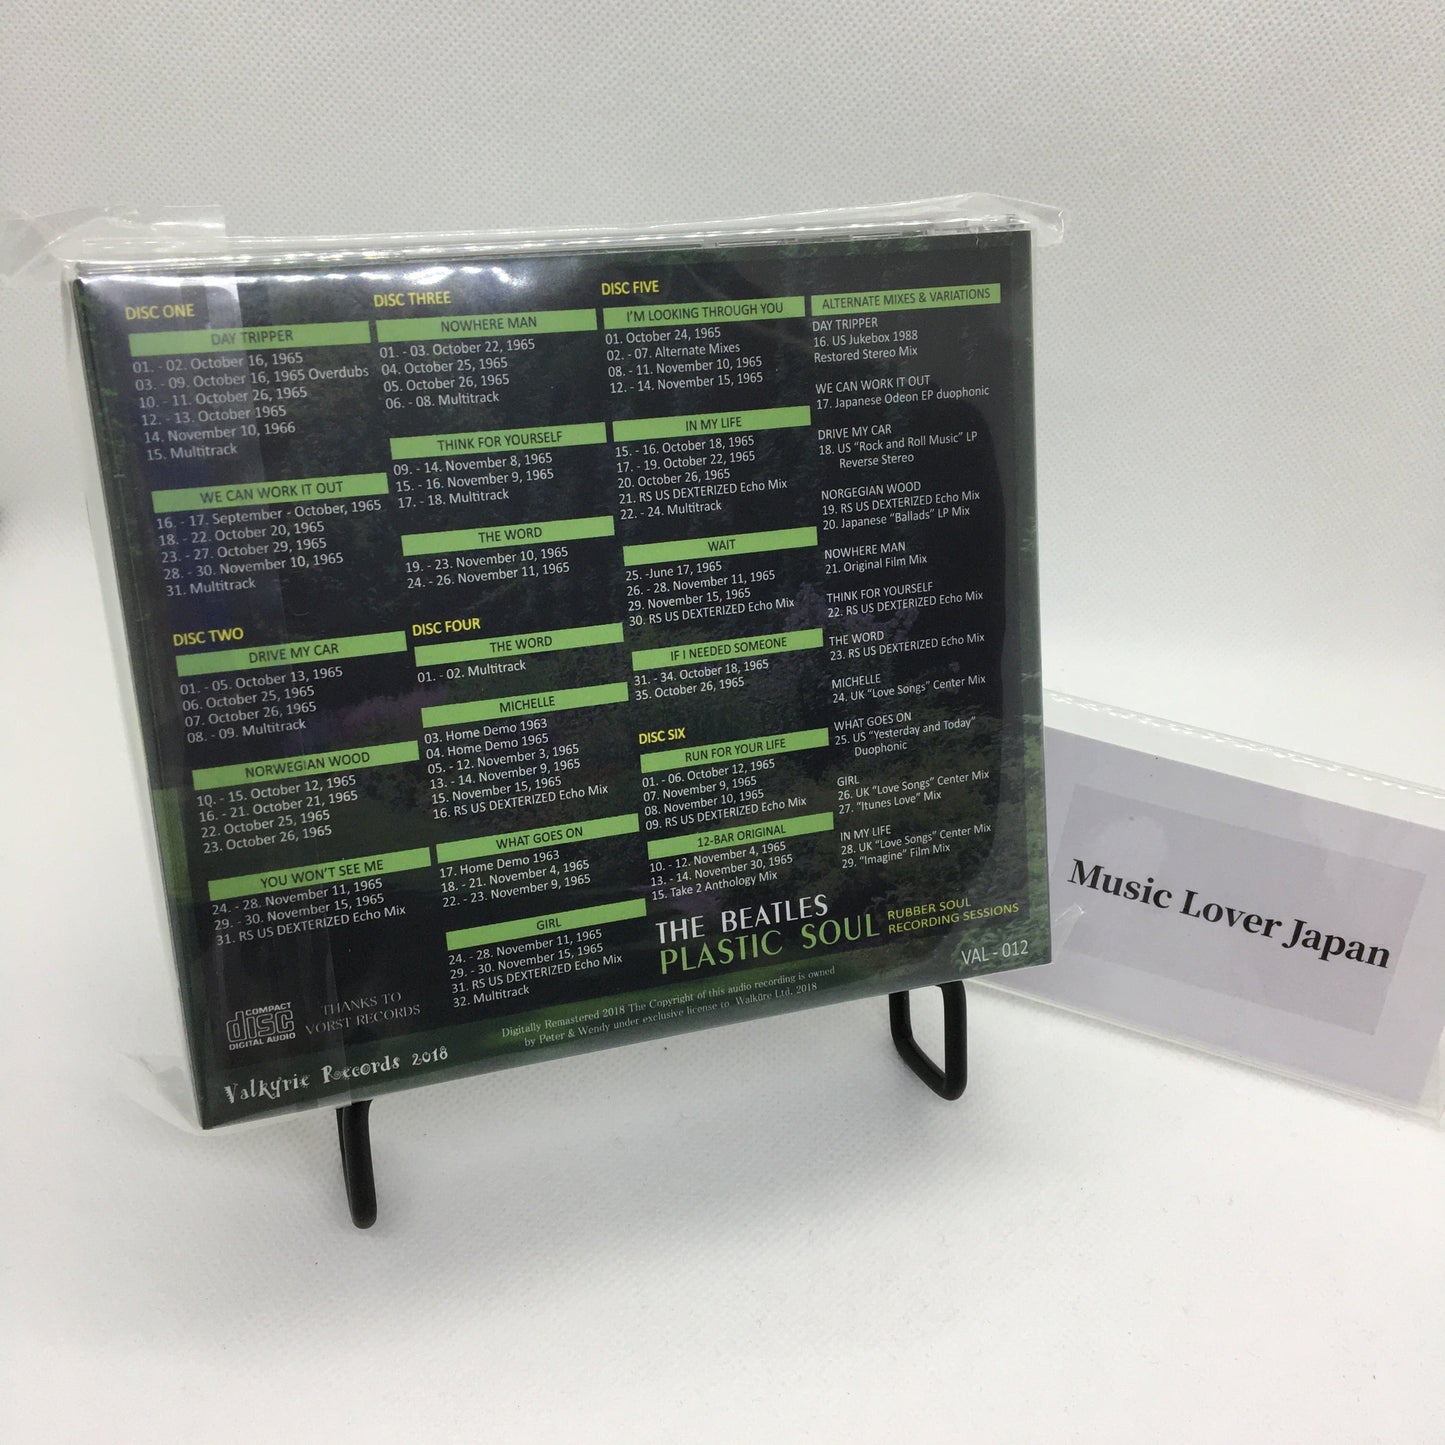 DISC ONE
DAY TRIPPER
01. - 02. October 16, 1965
03. - 09. October 16, 1965 Overdubs
10. - 11. October 26, 1965
12. - 13. October 1965
14. November 10, 1966
15. Multitrack
WE CAN WORK IT OUT
16. - 17. September - October, 1965
18. - 22. October 20, 1965
23. - 27. October 29, 1965
28. - 30. November 10, 1965
31. Multitrack
DISC TWO
DRIVE MY CAR
01. - 05. October 13, 1965
06. October 25, 1965
07. October 26, 1965
08. - 09. Multitrack
NORWEGIAN WOOD
10. - 15. October 12, 1965
16. - 21. October 21, 1965
22. October 25, 1965
23. October 26, 1965
YOU WON'T SEE ME
24. - 28. November 11, 1965
29. - 30. November 15, 1965
31. RS US DEXTERIZED Echo Mix
DISC THREE
NOWHERE MAN
01. - 03. October 22, 1965
04. October 25, 1965
05. October 26, 1965
06. - 08. Multitrack
THINK FOR YOURSELF
09. - 14. November 8, 1965
15. - 16. November 9, 1965
17. - 18. Multitrack
THE WORD
19. - 23. November 10, 1965
24. - 26. November 11, 1965
DISC FOUR
THE WORD
01. - 02. Multitrack
MICHELLE
03. Home Demo 1963
04. Home Demo 1965
05. - 12. November 3, 1965
13. - 14. November 9, 1965
15. November 15, 1965
16. RS US DEXTERIZED Echo Mix
WHAT GOES ON
17. Home Demo 1963
18. - 21. November 4, 1965
22. - 23. November 9, 1965
GIRL
24. - 28. November 11, 1965
29. - 30. November 15, 1965
31. RS US DEXTERIZED Echo Mix
32. Multitrack
DISC FIVE
I'M LOOKING THROUGH YOU
01. October 24, 1965
02. - 07. Alternate Mixes
08. - 11. November 10, 1965
12. - 14. November 15, 1965
IN MY LIFE
15. - 16. October 18, 1965
17. - 19. October 22, 1965
20. October 26, 1965
21. RS US DEXTERIZED Echo Mix
22. - 24. Multitrack
WAIT
25. -June 17, 1965
26. - 28. November 11, 1965
29. November 15, 1965
30. RS US DEXTERIZED Echo Mix
IF I NEEDED SOMEONE
31. - 34. October 18, 1965
35. October 26, 1965
DISC SIX
RUN FOR YOUR LIFE
01. - 06. October 12, 1965
07. November 9, 1965
08. November 10, 1965
09. RS US DEXTERIZED Echo Mix
12-BAR ORIGINAL
10. - 12. November 4, 1965
13. - 14. November 30, 1965
15. Take 2 Anthology Mix
ALTERNATE MIXES & VARIATIONS
DAY TRIPPER
16. US Jukebox 1988
Restored Stereo Mix
WE CAN WORK IT OUT
17. Japanese Odeon EP duophonic
DRIVE MY CAR
18. US "Rock and Roll Music" LP
Reverse Stereo
NORGEGIAN WOOD
19. RS US DEXTERIZED Echo Mix
20. Japanese "Ballads" LP Mix
NOWHERE MAN
21. Original Film Mix
THINK FOR YOURSELF
22. RS US DEXTERIZED Echo Mix
THE WORD
23. RS US DEXTERIZED Echo Mix
MICHELLE
24. UK "Love Songs" Center Mix
WHAT GOES ON
25. US "Yesterday and Today"
Duophonic
GIRL
26. UK "Love Songs" Center Mix
27. "Itunes Love" Mix
IN MY LIFE
28. UK "Love Songs" Center Mix
29. "Imagine" Film Mix
THE BEATLES
PLASTIC SOUL
RUBBER SOUL
RECORDING SESSIONS
VAL - 012
COMPACT
disc
DIGITAL AUDIO
THANKS TO
VORST RECORDS
Digitally Remastered 2018 The Copyright of this audio recording is owned
by Peter & Wendy under exclusive license to Walküre Ltd. 2018
Valkyrie Records 2018
Music Lover Japan